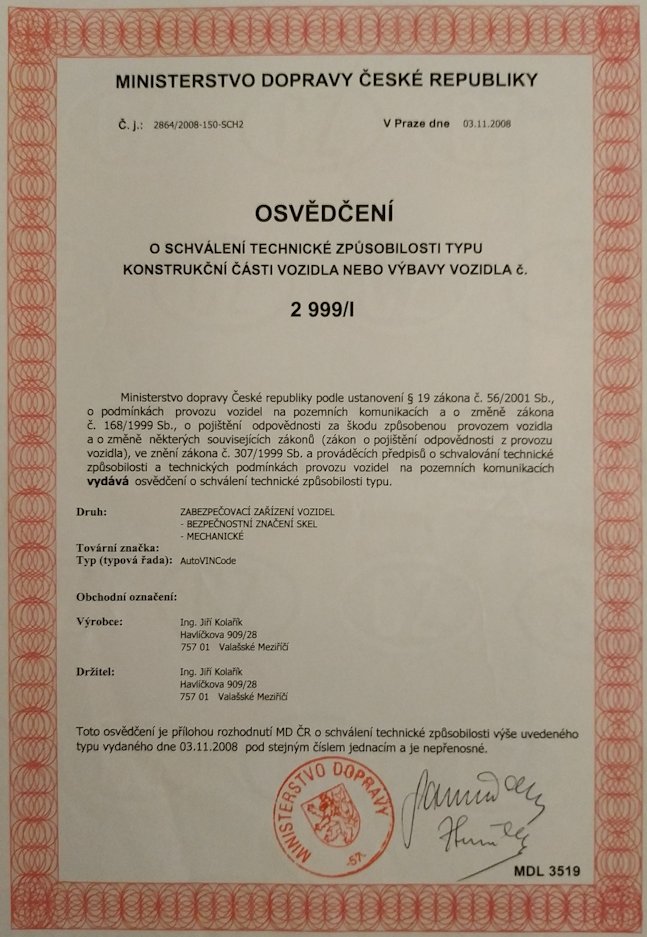 MINISTERSTVO DOPRAVY ČESKÉ REPUBLIKY
Č. j.: 2864/2008-150-SCH2 V Praze dne 03.11.2008
OSVĚDČENÍ
O SCHVÁLENÍ TECHNICKÉ ZPŮSOBILOSTI TYPU
KONSTRUKČNÍ ČÁSTI VOZIDLA NEBO VÝBAVY VOZIDLA č.
2 999/I
Ministerstvo dopravy České republiky podle ustanovení § 19 zákona č. 56/2001 Sb.,
o podmínkách provozu vozidel na pozemních komunikacích a o změně zákona
č. 168/1999 Sb., o pojištění odpovědnosti za škodu způsobenou provozem vozidla
a o změně některých souvisejících zákonů (zákon o pojištění odpovědnosti z provozu
vozidla), ve znění zákona č. 307/1999 Sb. a prováděcích předpisů o schvalování technické
způsobilosti a technických podmínkách provozu vozidel na pozemních komunikacích
vydává osvědčení o schválení technické způsobilosti typu.
Druh: ZABEZPEČOVACÍ ZAŘÍZENÍ VOZIDEL
- BEZPEČNOSTNÍ ZNAČENÍ SKEL
- MECHANICKÉ
Tovární značka:
Typ (typová řada): AutoVINCode
Obchodní označení:
Výrobce: Ing. Jiří Kolařík
Havlíčkova 909/28
757 01 Valašské Meziříčí
Držitel: Ing. Jiří Kolařík
Havlíčkova 909/28
757 01 Valašské Meziříčí
Toto osvědčení je přílohou rozhodnutí MD ČR o schválení technické způsobilosti výše uvedeného
typu vydaného dne 03.11.2008 pod stejným číslem jednacím a je nepřenosné.
MINISTERSTVO DOPRAVY
-57-
MDL 3519